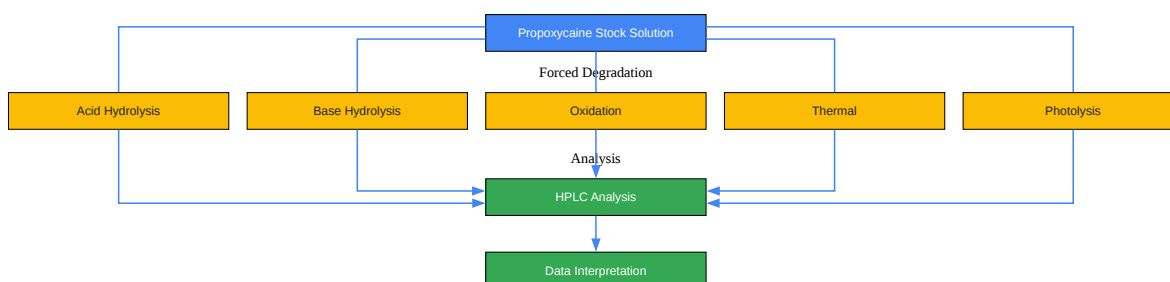 Propoxycaine Stock Solution
Forced Degradation
Acid Hydrolysis
Base Hydrolysis
Oxidation
Thermal
Photolysis
Analysis
HPLC Analysis
Data Interpretation